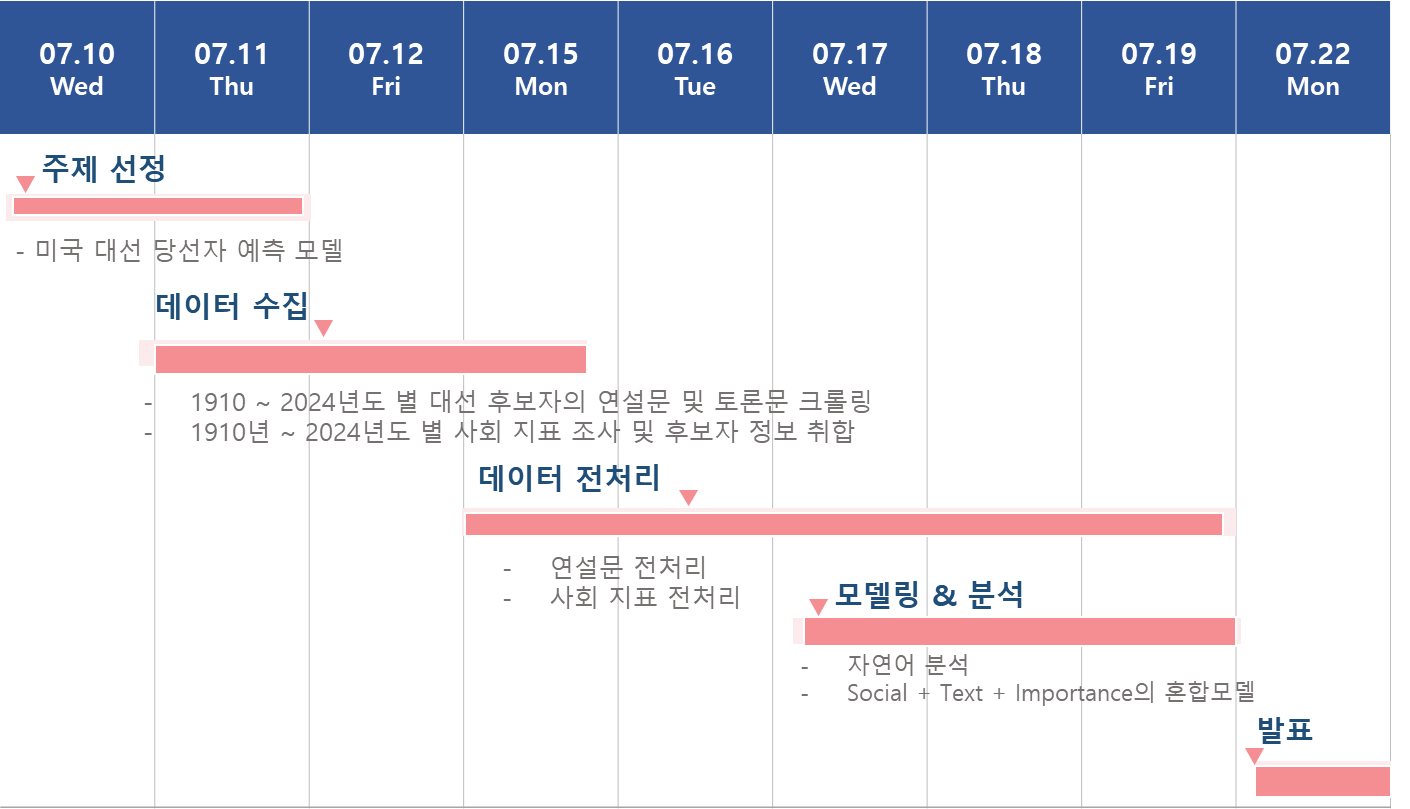 07.10 07.11 07.12 07.15 07.16 07.17 07.18 07.19 07.22
Wed Thu Fri Mon Tue Wed Thu Fri Mon
주제 선정
- 미국 대선 당선자 예측 모델
데이터 수집
- 1910 ~ 2024년도 별 대선 후보자의 연설문 및 토론문 크롤링
- 1910년 ~ 2024년도 별 사회 지표 조사 및 후보자 정보 취합
데이터 전처리
- 연설문 전처리
- 사회 지표 전처리
모델링 & 분석
- 자연어 분석
- Social + Text + Importance의 혼합모델
발표